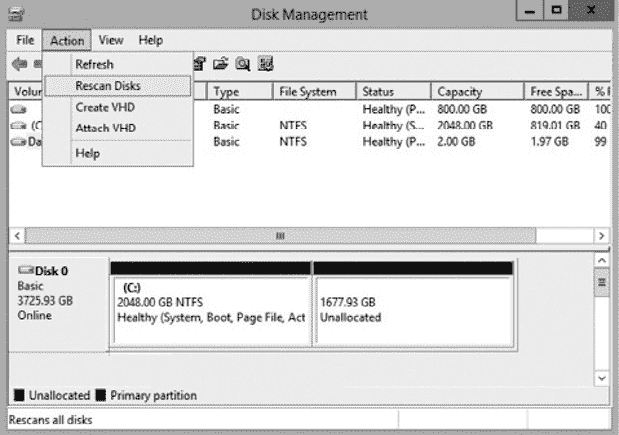 Disk Management
File Action View Help
Refresh
Rescan Disks
Create VHD
Attach VHD
Help
Volu Type File System Status Capacity Free Spa... % F
Basic Healthy (P... 800.00 GB 800.00 GB 100
(C Basic NTFS Healthy (S... 2048.00 GB 819.01 GB 40
Da Basic NTFS Healthy (P... 2.00 GB 1.97 GB 99
Disk 0
Basic
3725.93 GB
Online
(C:)
2048.00 GB NTFS
Healthy (System, Boot, Page File, Act
1677.93 GB
Unallocated
Unallocated Primary partition
Rescans all disks